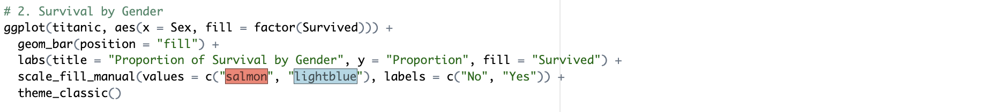 # 2. Survival by Gender
ggplot(titanic, aes(x = Sex, fill = factor(Survived))) +
  geom_bar(position = "fill") +
  labs(title = "Proportion of Survival by Gender", y = "Proportion", fill = "Survived") +
  scale_fill_manual(values = c("salmon", "lightblue"), labels = c("No", "Yes")) +
  theme_classic()